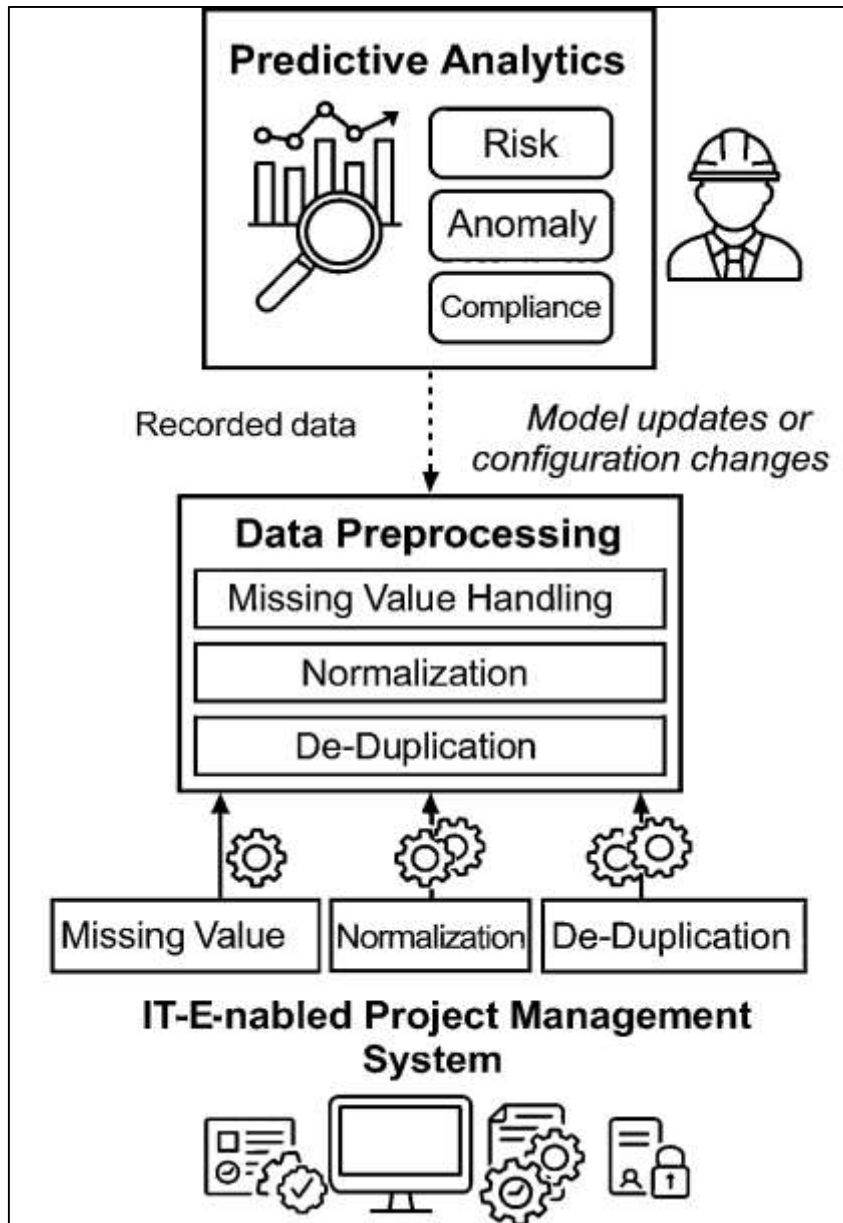 Predictive Analytics
Risk
Anomaly
Compliance
Recorded data
Model updates or
configuration changes
Data Preprocessing
Missing Value Handling
Normalization
De-Duplication
Missing Value
Normalization
De-Duplication
IT-E-nabled Project Management
System